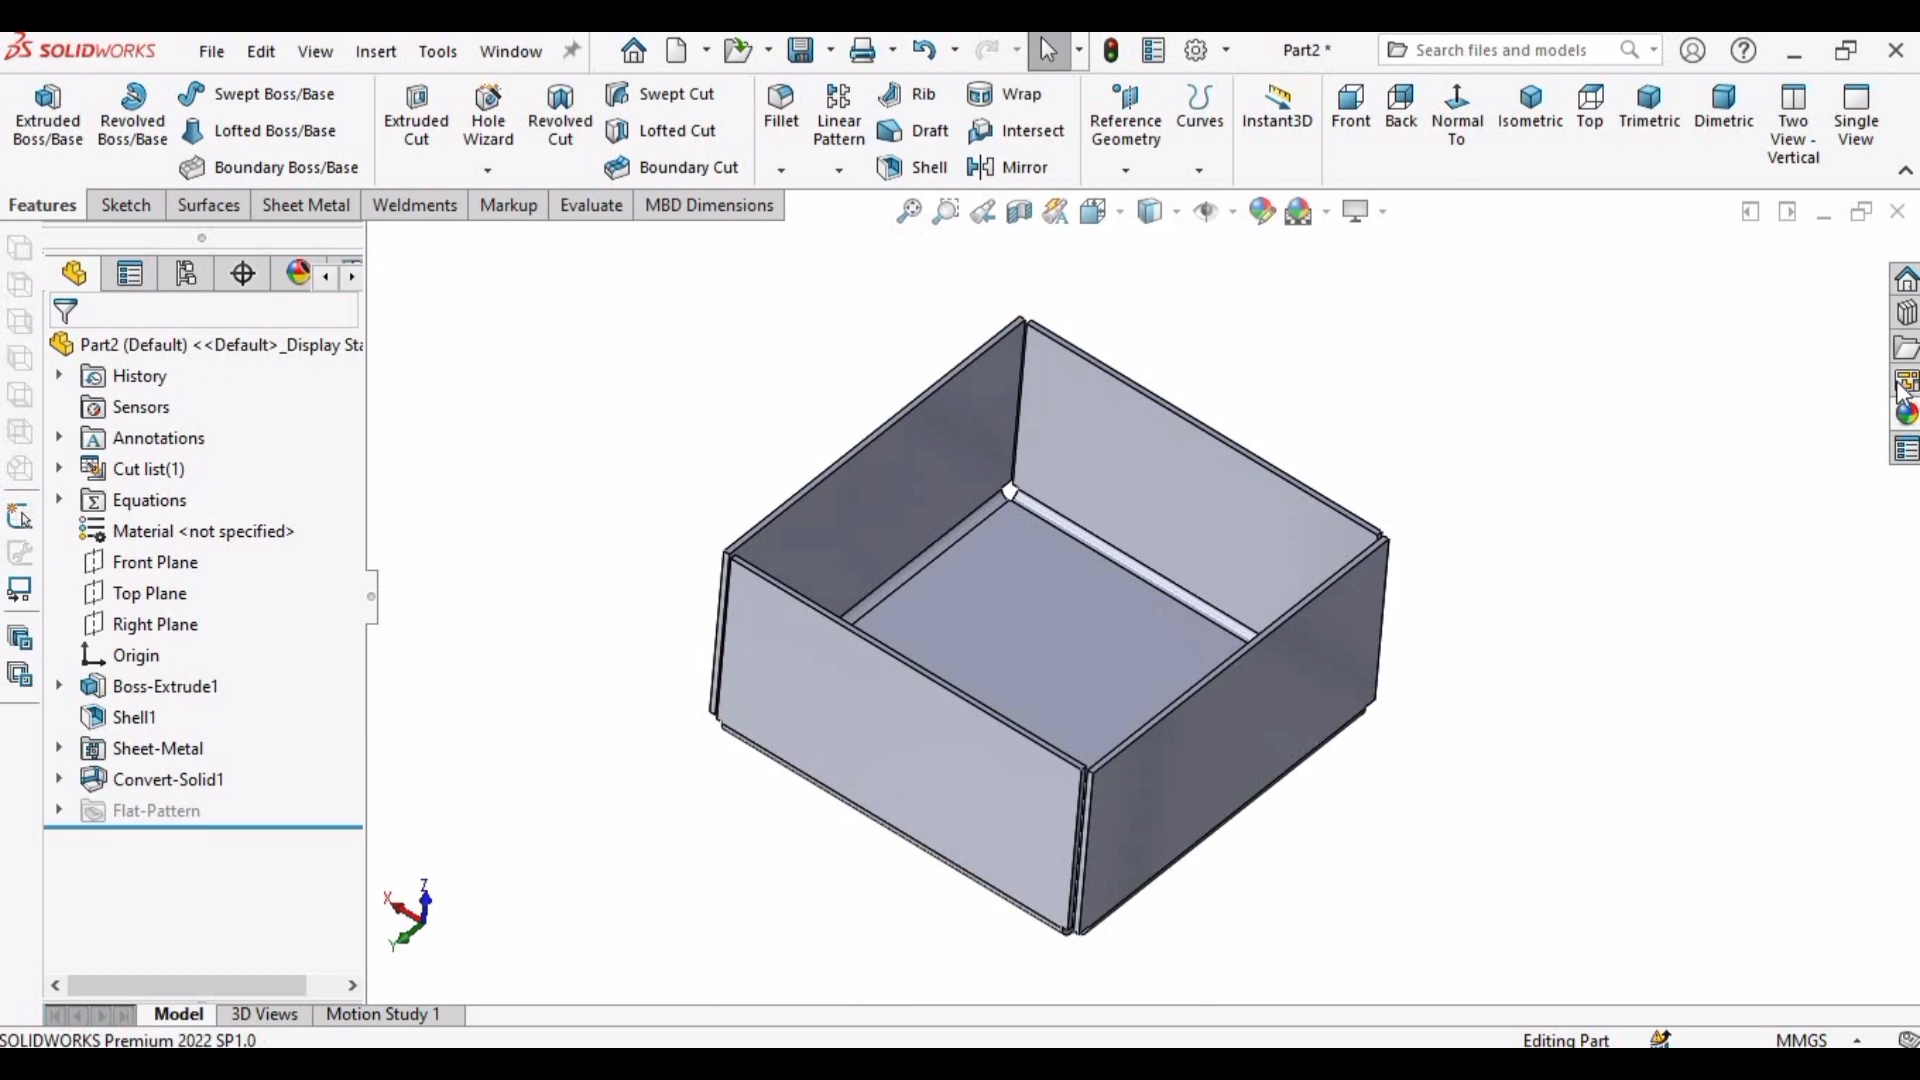 SOLIDWORKS File Edit View Insert Tools Window Part2 * Search files and models
Extruded Boss/Base
Revolved Boss/Base
Swept Boss/Base
Lofted Boss/Base
Boundary Boss/Base
Extruded Cut
Hole Wizard
Revolved Cut
Swept Cut
Lofted Cut
Boundary Cut
Fillet
Linear Pattern
Rib
Draft
Shell
Wrap
Intersect
Mirror
Reference Geometry
Curves
Instant3D
Front
Back
Normal To
Isometric
Top
Trimetric
Dimetric
Two View - Vertical
Single View
Features Sketch Surfaces Sheet Metal Weldments Markup Evaluate MBD Dimensions
Part2 (Default) <<Default>_Display Sta
History
Sensors
Annotations
Cut list(1)
Equations
Material <not specified>
Front Plane
Top Plane
Right Plane
Origin
Boss-Extrude1
Shell1
Sheet-Metal
Convert-Solid1
Flat-Pattern
X
Z
Y
Model 3D Views Motion Study 1
SOLIDWORKS Premium 2022 SP1.0 Editing Part MMGS